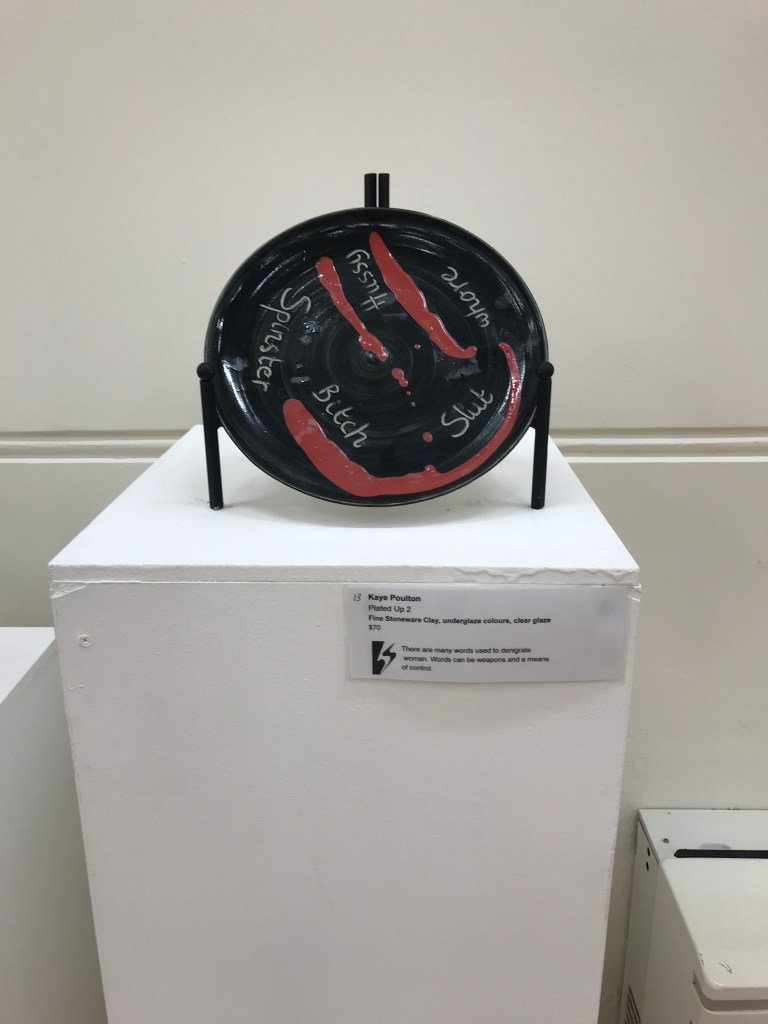 whore
Hussy
Spinster
Bitch
Slut
13 Kaye Poulton
Plated Up 2
Fine Stoneware Clay, underglaze colours, clear glaze
$70
There are many words used to denigrate
women. Words can be weapons and a means
of control.